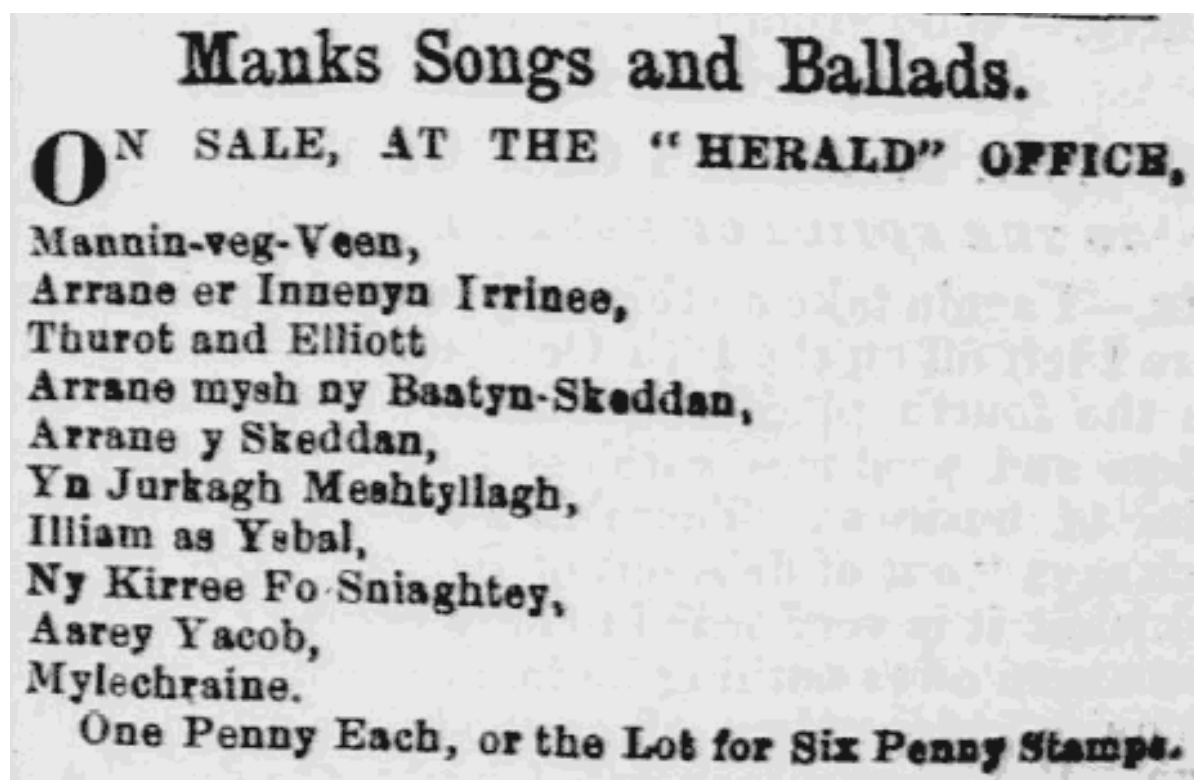 Manks Songs and Ballads.
ON SALE, AT THE "HERALD" OFFICE,
Mannin-veg-Veen,
Arrane er Innenyn Irrinee,
Thurot and Elliott
Arrane mysh ny Baatyn-Skeddan,
Arrane y Skeddan,
Yn Jurkagh Meshtyllagh,
Illiam as Ysbal,
Ny Kirree Fo Sniaghtey,
Aarey Yacob,
Mylechraine.
One Penny Each, or the Lot for Six Penny Stamps.